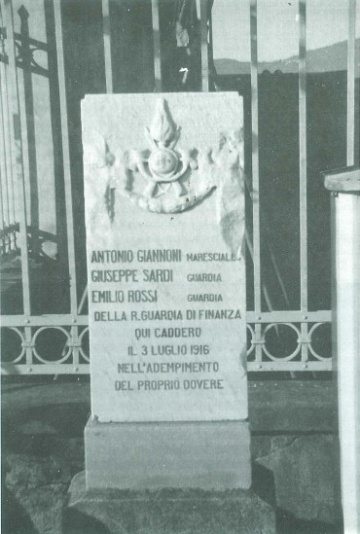 ANTONIO GIANNONI MARESCIALLO
GIUSEPPE SARDI GUARDIA
EMILIO ROSSI GUARDIA
DELLA R. GUARDIA DI FINANZA
QUI CADDERO
IL 3 LUGLIO 1916
NELL'ADEMPIMENTO
DEL PROPRIO DOVERE